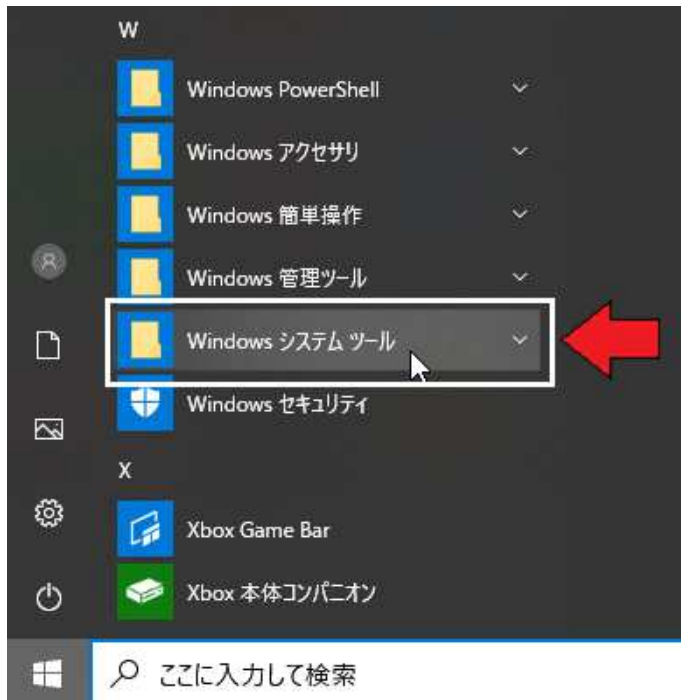 W
Windows PowerShell
Windows アクセサリ
Windows 簡単操作
Windows 管理ツール
Windows システム ツール
Windows セキュリティ
X
Xbox Game Bar
Xbox 本体コンパニオン
ここに入力して検索